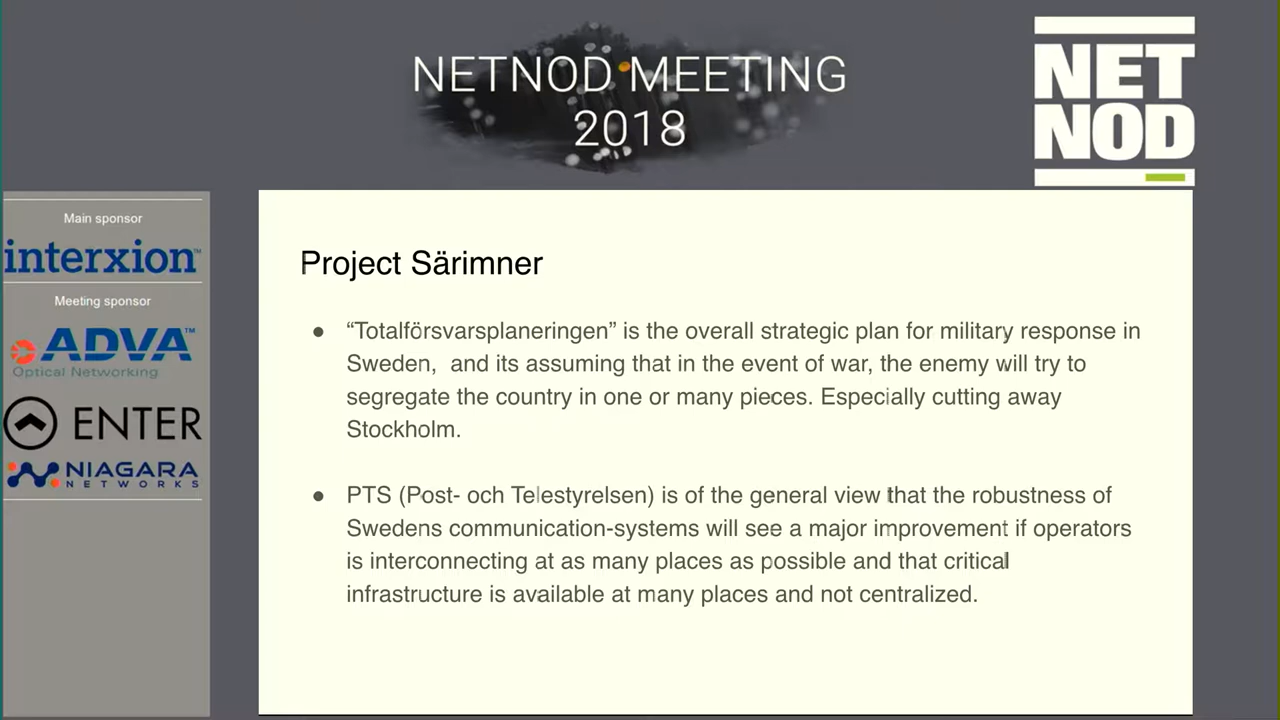 NETNOD MEETING
2018
NET
NOD
Main sponsor
interxion™
Meeting sponsor
ADVA™
Optical Networking
ENTER
NIAGARA
NETWORKS
Project Särimner
● “Totalförsvarsplaneringen” is the overall strategic plan for military response in
Sweden,  and its assuming that in the event of war, the enemy will try to
segregate the country in one or many pieces. Especially cutting away
Stockholm.
● PTS (Post- och Telestyrelsen) is of the general view that the robustness of
Swedens communication-systems will see a major improvement if operators
is interconnecting at as many places as possible and that critical
infrastructure is available at many places and not centralized.